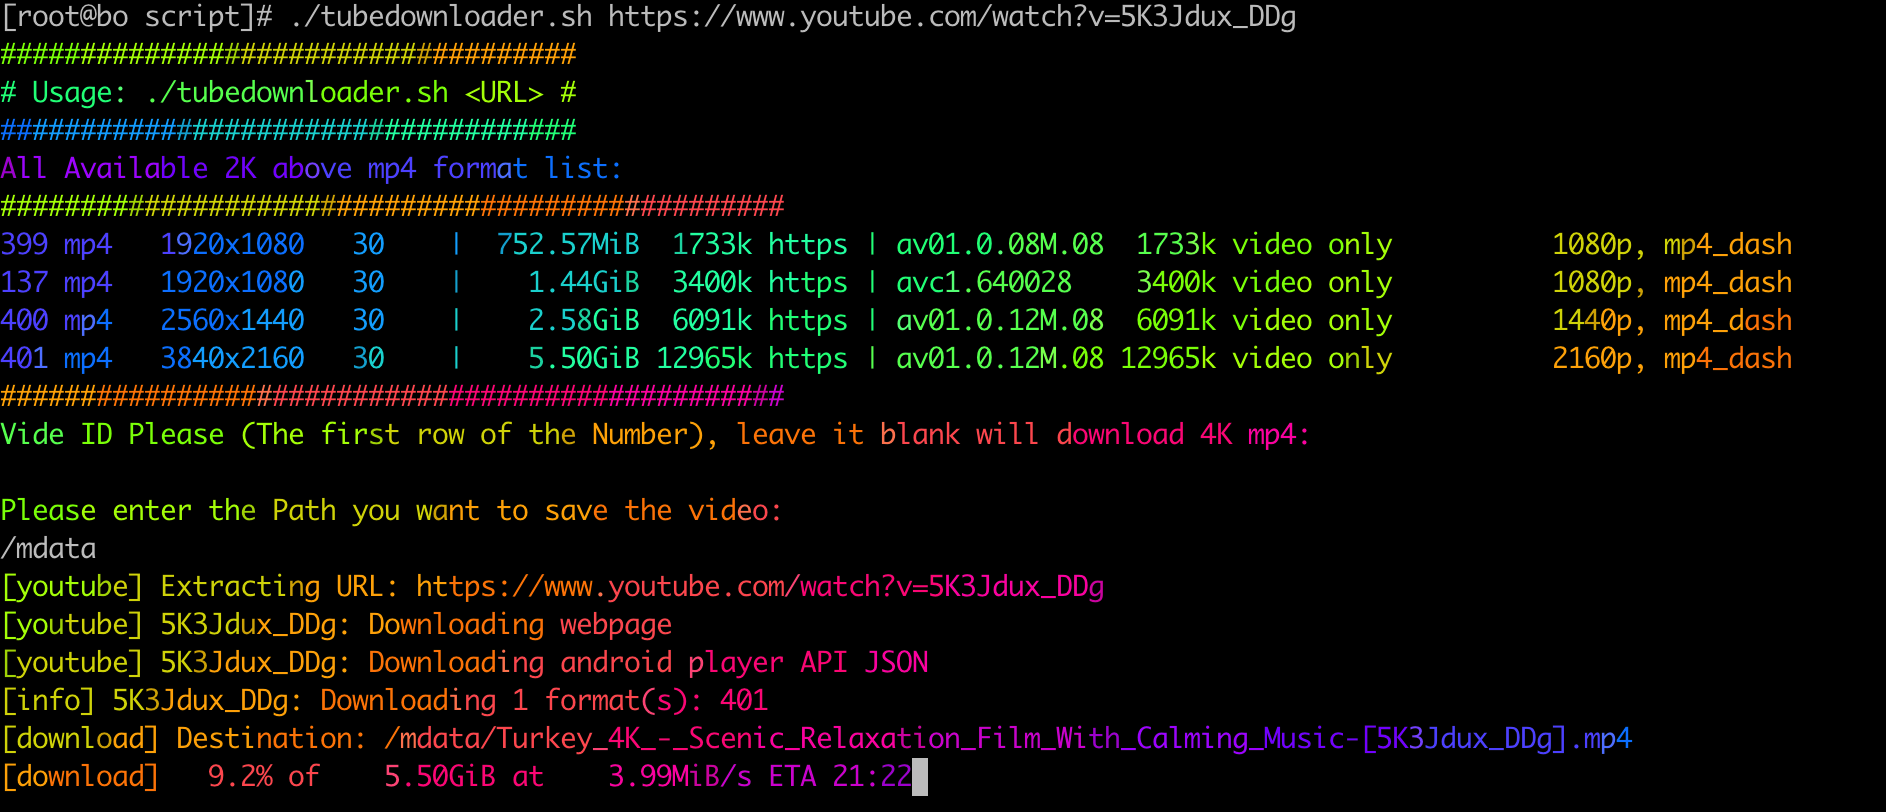 [root@bo script]# ./tubedownloader.sh https://www.youtube.com/watch?v=5K3Jdux_DDg
####################################
# Usage: ./tubedownloader.sh <URL> #
####################################
All Available 2K above mp4 format list:
#################################################
399 mp4   1920x1080   30    |  752.57MiB  1733k https | av01.0.08M.08  1733k video only          1080p, mp4_dash
137 mp4   1920x1080   30    |    1.44GiB  3400k https | avc1.640028    3400k video only          1080p, mp4_dash
400 mp4   2560x1440   30    |    2.58GiB  6091k https | av01.0.12M.08  6091k video only          1440p, mp4_dash
401 mp4   3840x2160   30    |    5.50GiB 12965k https | av01.0.12M.08 12965k video only          2160p, mp4_dash
#################################################
Vide ID Please (The first row of the Number), leave it blank will download 4K mp4:
Please enter the Path you want to save the video:
/mdata
[youtube] Extracting URL: https://www.youtube.com/watch?v=5K3Jdux_DDg
[youtube] 5K3Jdux_DDg: Downloading webpage
[youtube] 5K3Jdux_DDg: Downloading android player API JSON
[info] 5K3Jdux_DDg: Downloading 1 format(s): 401
[download] Destination: /mdata/Turkey_4K_-_Scenic_Relaxation_Film_With_Calming_Music-[5K3Jdux_DDg].mp4
[download]   9.2% of    5.50GiB at    3.99MiB/s ETA 21:22